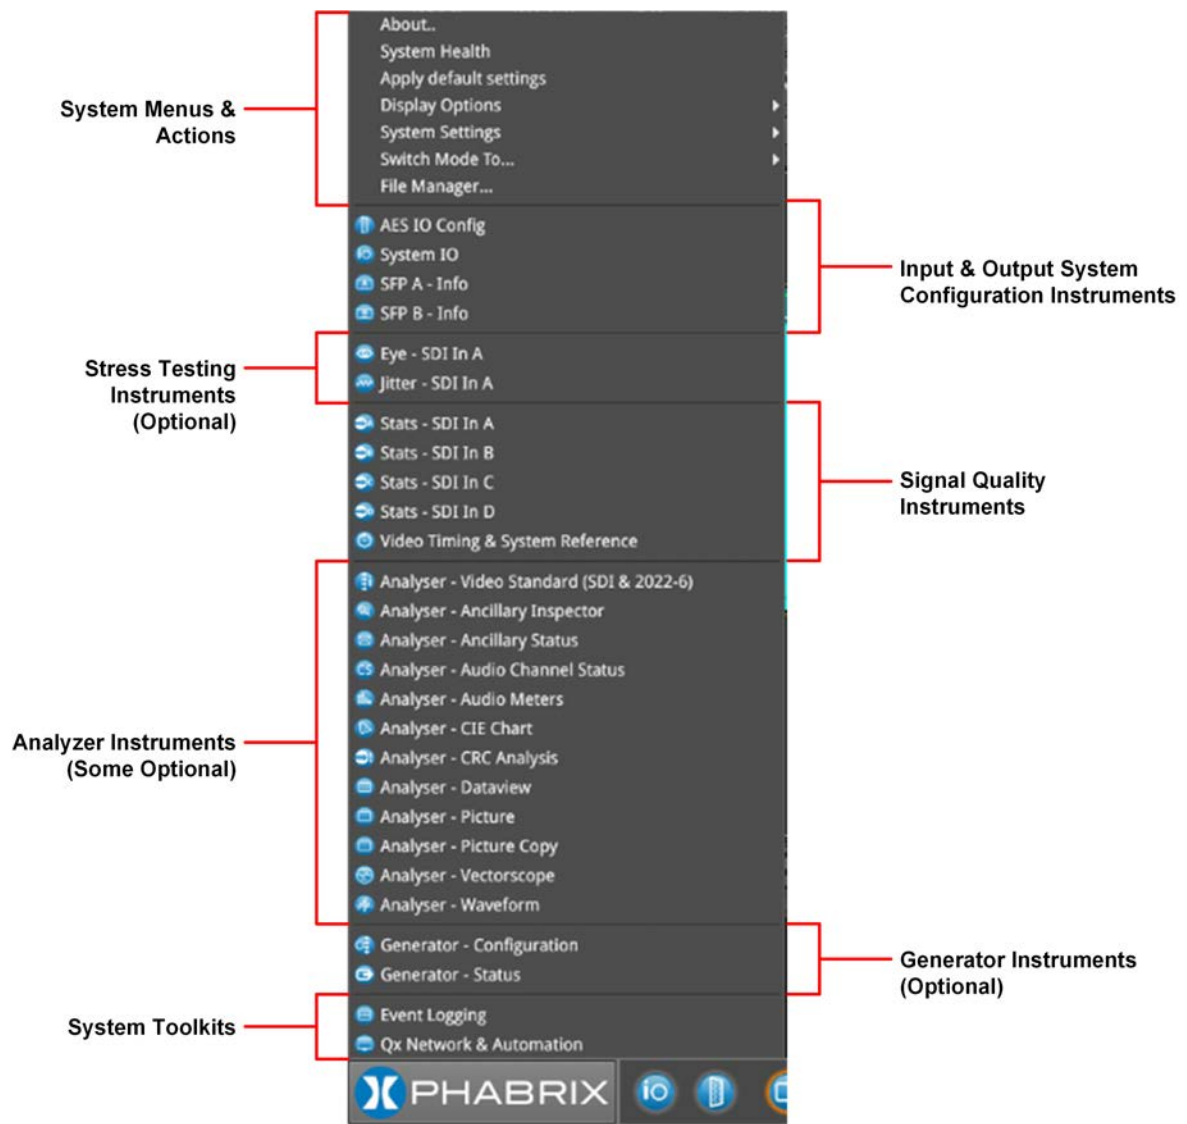 About..
System Health
Apply default settings
Display Options
System Settings
Switch Mode To...
File Manager...
System Menus &
Actions
AES IO Config
System IO
SFP A - Info
SFP B - Info
Input & Output System
Configuration Instruments
Eye - SDI In A
Jitter - SDI In A
Stress Testing
Instruments
(Optional)
Stats - SDI In A
Stats - SDI In B
Stats - SDI In C
Stats - SDI In D
Video Timing & System Reference
Signal Quality
Instruments
Analyser - Video Standard (SDI & 2022-6)
Analyser - Ancillary Inspector
Analyser - Ancillary Status
Analyser - Audio Channel Status
Analyser - Audio Meters
Analyser - CIE Chart
Analyser - CRC Analysis
Analyser - Dataview
Analyser - Picture
Analyser - Picture Copy
Analyser - Vectorscope
Analyser - Waveform
Analyzer Instruments
(Some Optional)
Generator - Configuration
Generator - Status
Generator Instruments
(Optional)
Event Logging
Qx Network & Automation
System Toolkits
PHABRIX
io